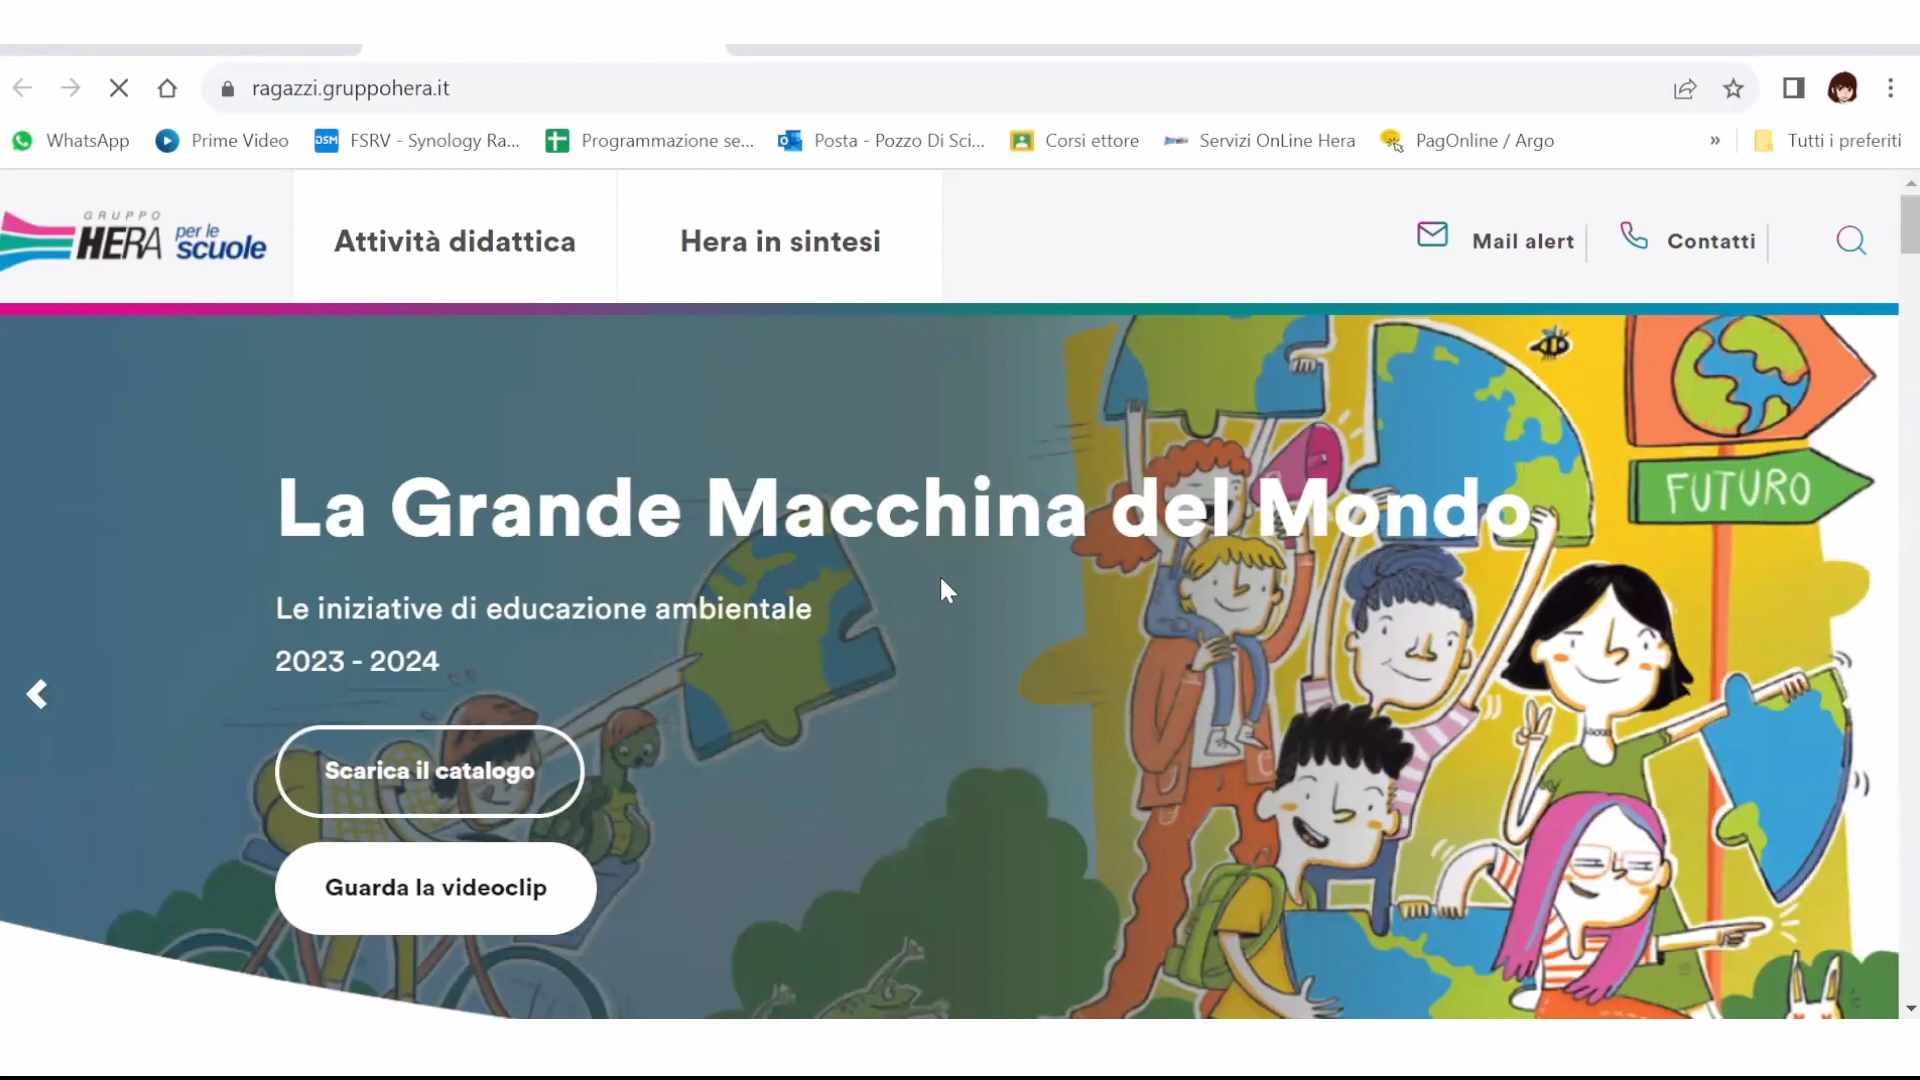 ragazzi.gruppohera.it
WhatsApp
Prime Video
DSM
FSRV - Synology Ra...
Programmazione se...
Posta - Pozzo Di Sci...
Corsi ettore
Servizi OnLine Hera
PagOnline / Argo
»
Tutti i preferiti
GRUPPO
HERA per le scuole
Attività didattica
Hera in sintesi
Mail alert
Contatti
FUTURO
La Grande Macchina del Mondo
Le iniziative di educazione ambientale
2023 - 2024
Scarica il catalogo
Guarda la videoclip